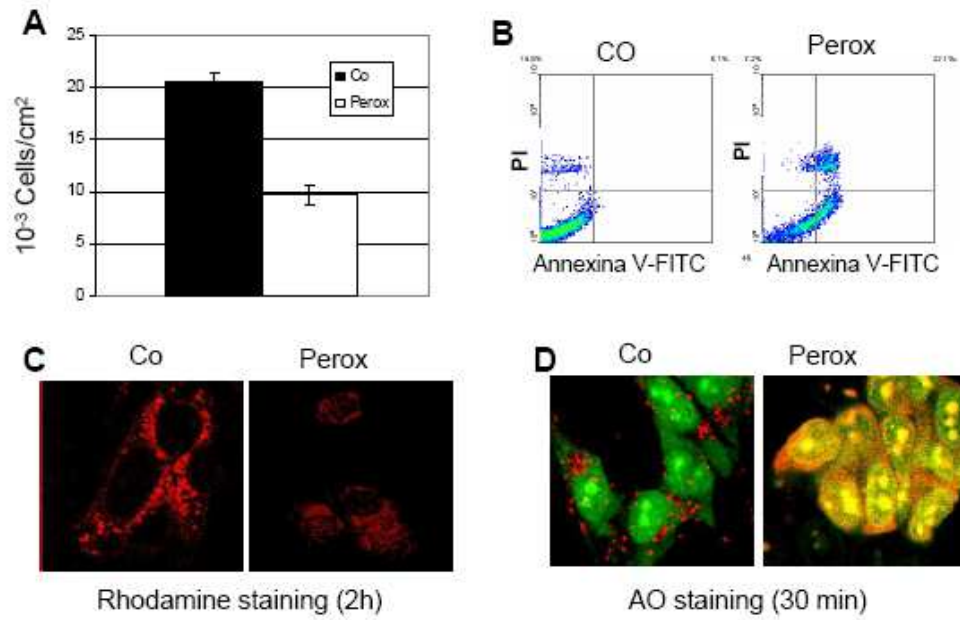 A
25
20
15
10
5
0
10-3 Cells/cm2
Co
Perox
B
CO
Perox
PI
Annexina V-FITC
PI
Annexina V-FITC
C
Co
Perox
Rhodamine staining (2h)
D
Co
Perox
AO staining (30 min)